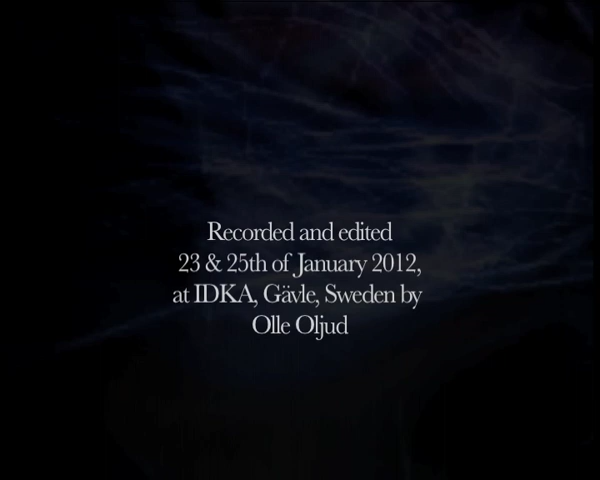 Recorded and edited
23 & 25th of January 2012,
at IDKA, Gävle, Sweden by
Olle Oljud